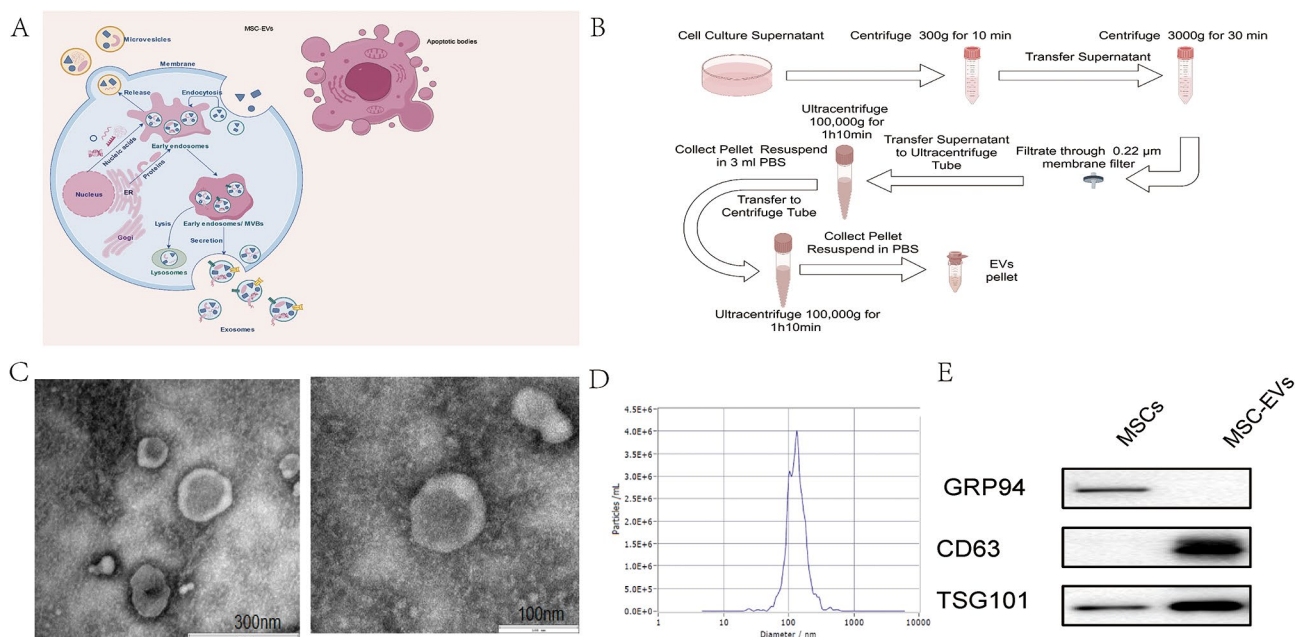 A
MSC-EVs
Microvesicles
Apoptotic bodies
Membrane
Release
Endocytosis
Nucleic acids
Early endosomes
Proteins
Nucleus
ER
Gogi
Early endosomes/ MVBs
Lysis
Secretion
Lysosomes
Exosomes
B
Cell Culture Supernatant
Centrifuge 300g for 10 min
Centrifuge 3000g for 30 min
Transfer Supernatant
Ultracentrifuge
100,000g for
1h10min
Transfer Supernatant
to Ultracentrifuge
Tube
Filtrate through 0.22 μm
membrane filter
Collect Pellet Resuspend
in 3 ml PBS
Transfer to
Centrifuge Tube
Collect Pellet
Resuspend in PBS
EVs
pellet
Ultracentrifuge 100,000g for
1h10min
C
300nm
100nm
D
4.5E+6
4.0E+6
3.5E+6
3.0E+6
2.5E+6
2.0E+6
1.5E+6
1.0E+6
5.0E+5
0.0E+0
Particles /mL
1
10
100
1000
10000
Diameter / nm
E
MSCs
MSC-EVs
GRP94
CD63
TSG101